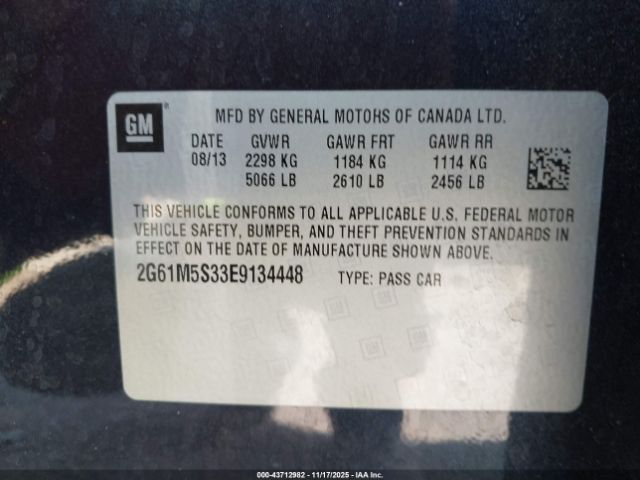 GM
MFD BY GENERAL MOTORS OF CANADA LTD.
DATE GVWR GAWR FRT GAWR RR
08/13 2298 KG 1184 KG 1114 KG
5066 LB 2610 LB 2456 LB
THIS VEHICLE CONFORMS TO ALL APPLICABLE U.S. FEDERAL MOTOR
VEHICLE SAFETY, BUMPER, AND THEFT PREVENTION STANDARDS IN
EFFECT ON THE DATE OF MANUFACTURE SHOWN ABOVE.
2G61M5S33E9134448 TYPE: PASS CAR
000-43712982 - 11/17/2025 - IAA Inc.